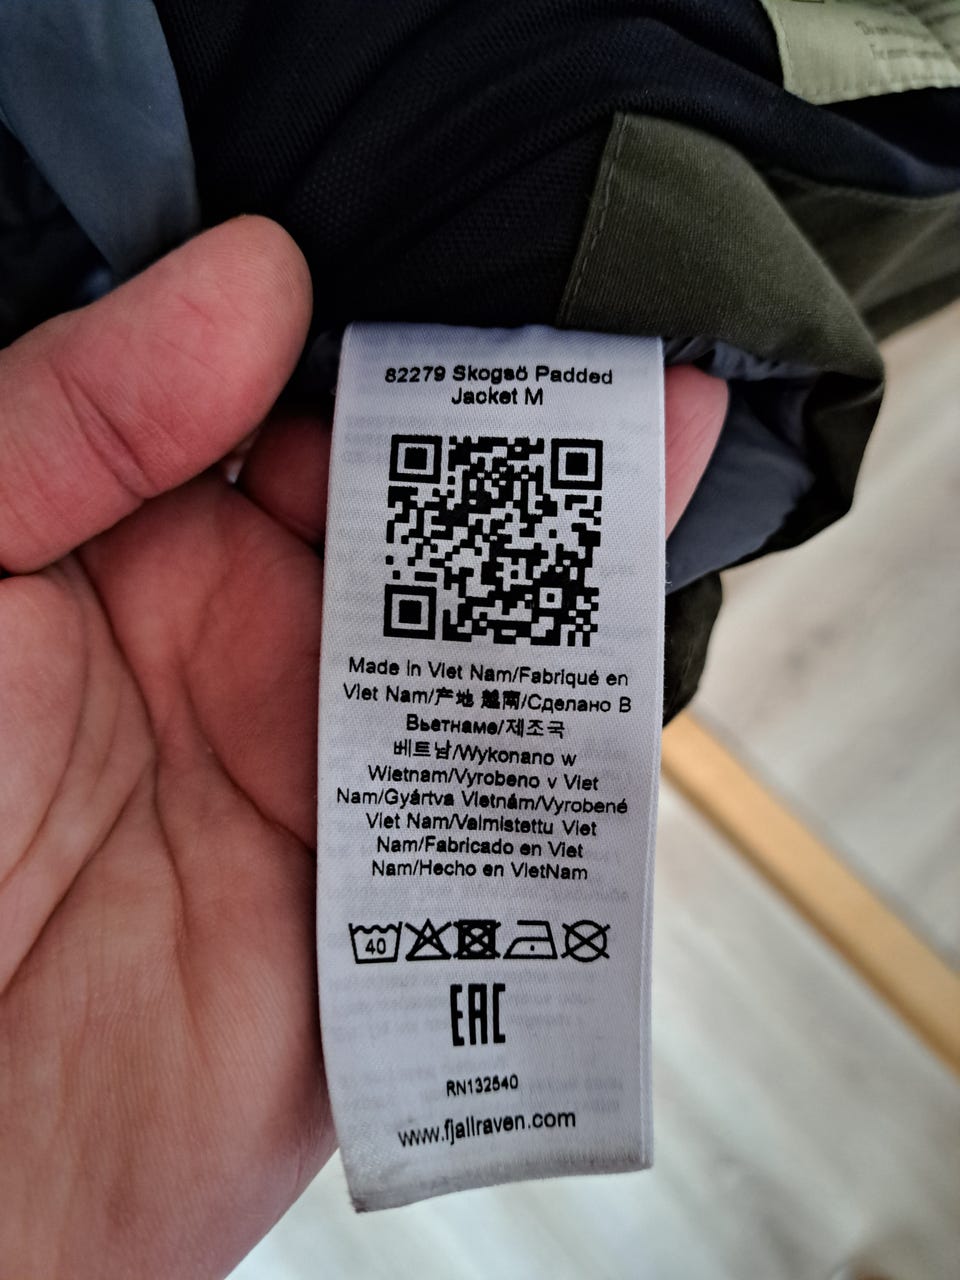 82279 Skogsö Padded
Jacket M
Made in Viet Nam/Fabriqué en
Viet Nam/产地 越南/Сделано В
Вьетнаме/제조국
베트남/Wykonano w
Wietnam/Vyrobeno v Viet
Nam/Gyártva Vietnám/Vyrobené
Viet Nam/Valmistettu Viet
Nam/Fabricado en Viet
Nam/Hecho en VietNam
40
EAC
RN132540
www.fjallraven.com